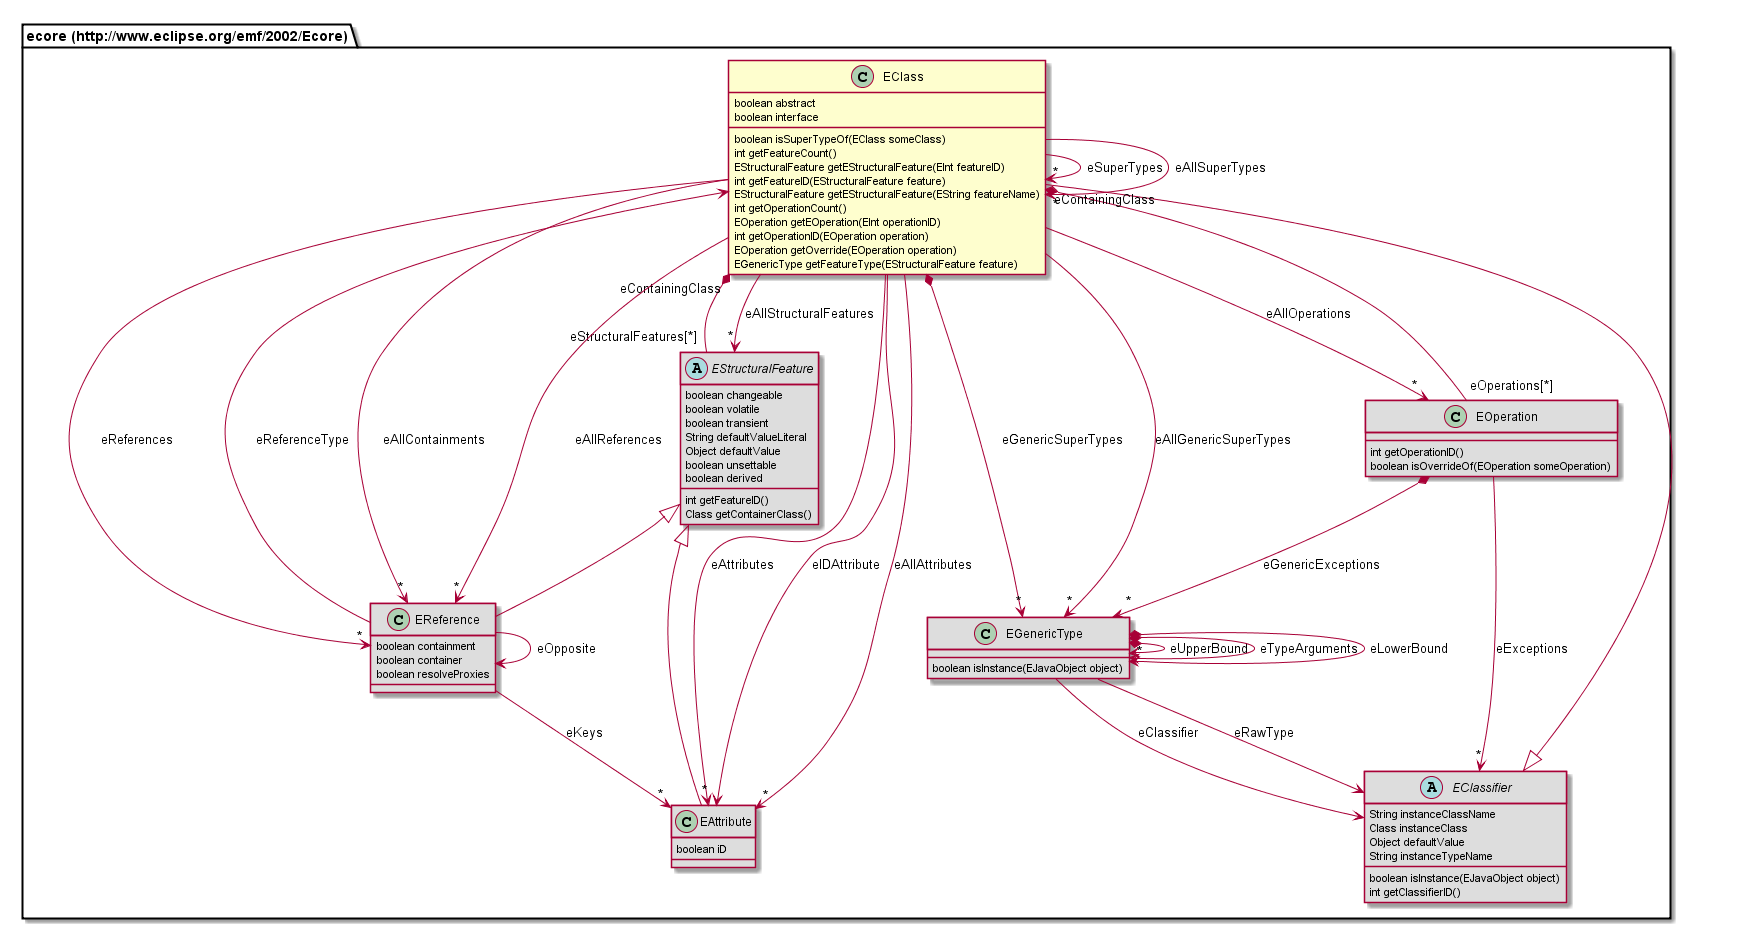 ecore (http://www.eclipse.org/emf/2002/Ecore)
C EClass
boolean abstract
boolean interface
boolean isSuperTypeOf(EClass someClass)
int getFeatureCount()
EStructuralFeature getEStructuralFeature(EInt featureID)
int getFeatureID(EStructuralFeature feature)
EStructuralFeature getEStructuralFeature(EString featureName)
int getOperationCount()
EOperation getEOperation(EInt operationID)
int getOperationID(EOperation operation)
EOperation getOverride(EOperation operation)
EGenericType getFeatureType(EStructuralFeature feature)
*
eSuperTypes
eAllSuperTypes
*
eContainingClass
eContainingClass
eStructuralFeatures[*]
eAllStructuralFeatures
*
eAllOperations
*
eOperations[*]
A EStructuralFeature
boolean changeable
boolean volatile
boolean transient
String defaultValueLiteral
Object defaultValue
boolean unsettable
boolean derived
int getFeatureID()
Class getContainerClass()
C EOperation
int getOperationID()
boolean isOverrideOf(EOperation someOperation)
eReferences
*
eReferenceType
eAllContainments
*
eAllReferences
*
eGenericSuperTypes
*
eAllGenericSuperTypes
*
eAttributes
*
eIDAttribute
eAllAttributes
*
eGenericExceptions
*
eExceptions
*
C EReference
boolean containment
boolean container
boolean resolveProxies
eOpposite
C EGenericType
boolean isInstance(EJavaObject object)
*
eUpperBound
eTypeArguments
eLowerBound
eKeys
*
eClassifier
eRawType
C EAttribute
boolean iD
A EClassifier
String instanceClassName
Class instanceClass
Object defaultValue
String instanceTypeName
boolean isInstance(EJavaObject object)
int getClassifierID()